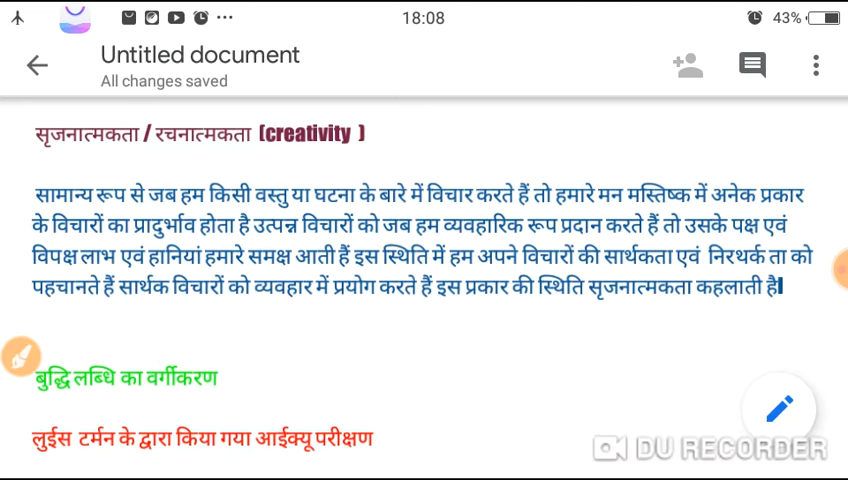 18:08
43%
Untitled document
All changes saved
सृजनात्मकता / रचनात्मकता (creativity )
सामान्य रूप से जब हम किसी वस्तु या घटना के बारे में विचार करते हैं तो हमारे मन मस्तिष्क में अनेक प्रकार
के विचारों का प्रादुर्भाव होता है उत्पन्न विचारों को जब हम व्यवहारिक रूप प्रदान करते हैं तो उसके पक्ष एवं
विपक्ष लाभ एवं हानियां हमारे समक्ष आती हैं इस स्थिति में हम अपने विचारों की सार्थकता एवं निरथर्क ता को
पहचानते हैं सार्थक विचारों को व्यवहार में प्रयोग करते हैं इस प्रकार की स्थिति सृजनात्मकता कहलाती है।
बुद्धि लब्धि का वर्गीकरण
लुईस टर्मन के द्वारा किया गया आईक्यू परीक्षण
DU RECORDER